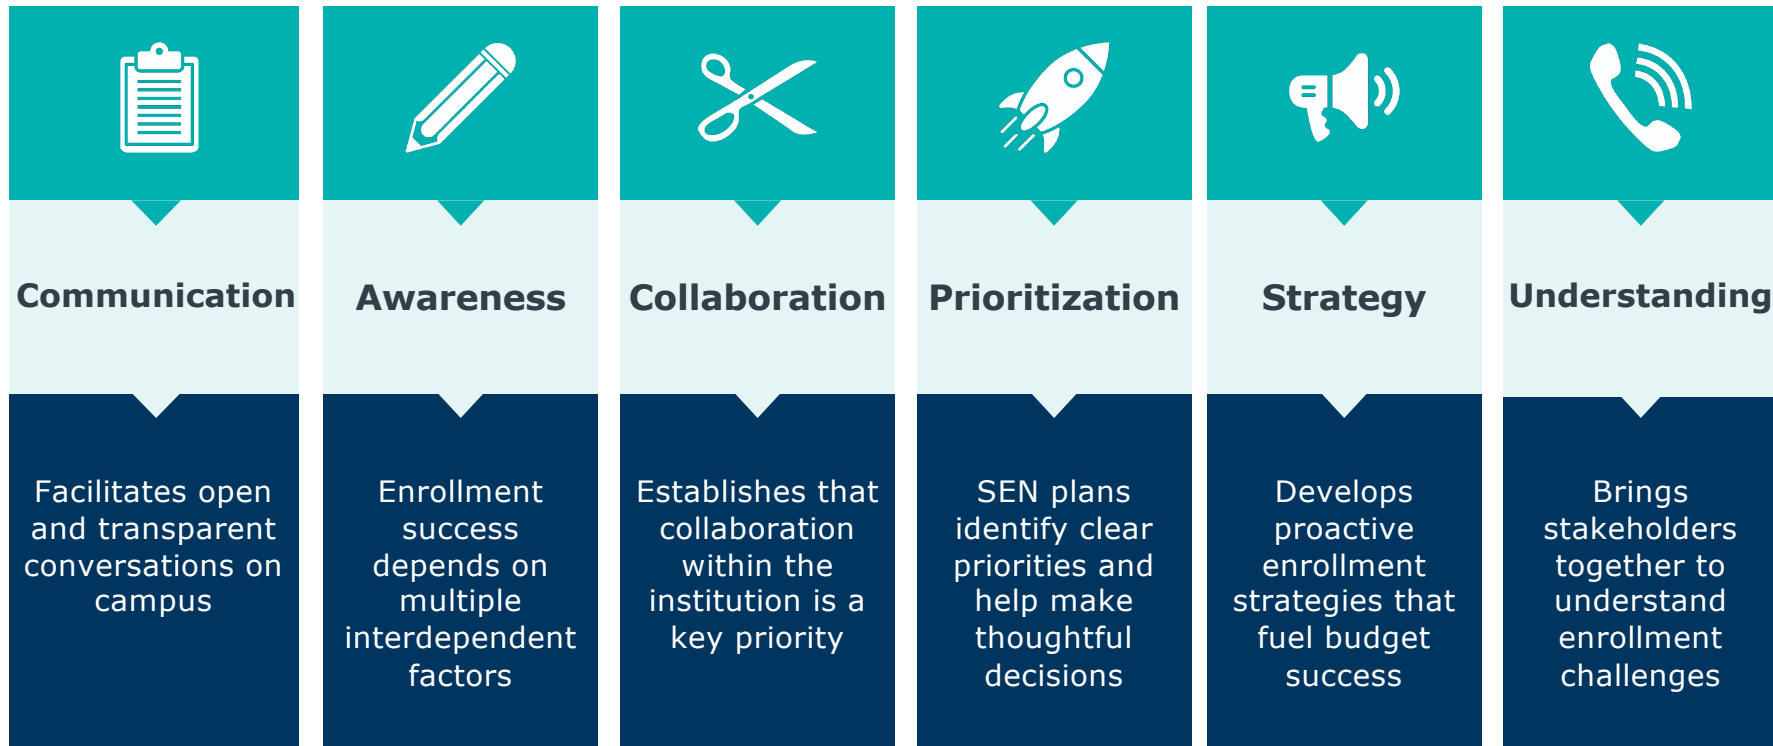 Communication
Facilitates open
and transparent
conversations on
campus
Awareness
Enrollment
success
depends on
multiple
interdependent
factors
Collaboration
Establishes that
collaboration
within the
institution is a
key priority
Prioritization
SEN plans
identify clear
priorities and
help make
thoughtful
decisions
Strategy
Develops
proactive
enrollment
strategies that
fuel budget
success
Understanding
Brings
stakeholders
together to
understand
enrollment
challenges